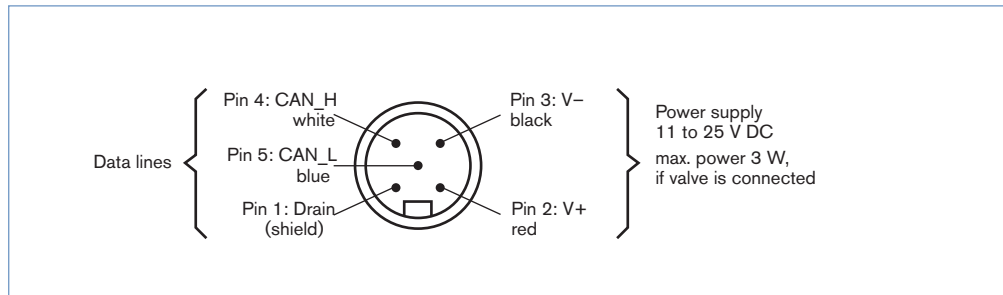 Data lines
Pin 4: CAN_H
white
Pin 5: CAN_L
blue
Pin 1: Drain
(shield)
Pin 3: V–
black
Pin 2: V+
red
Power supply
11 to 25 V DC
max. power 3 W,
if valve is connected